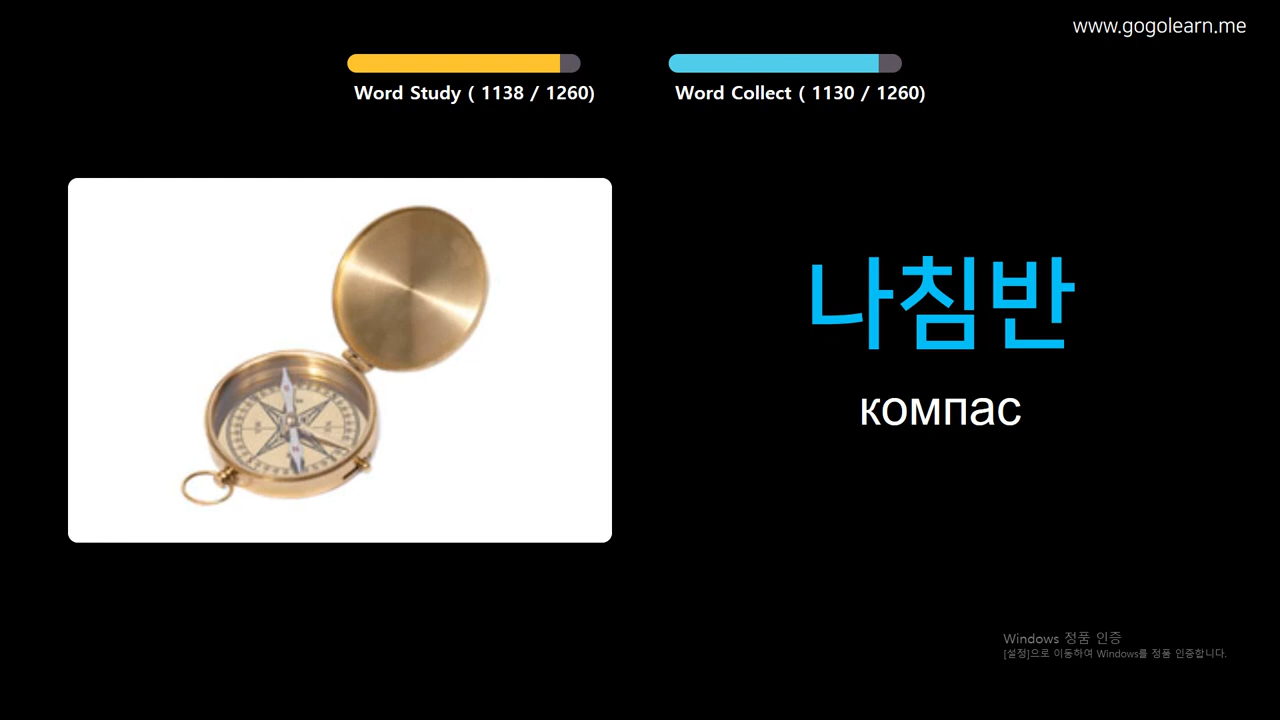 www.gogolearn.me
Word Study ( 1138 / 1260)
Word Collect ( 1130 / 1260)
나침반
компас
Windows 정품 인증
[설정]으로 이동하여 Windows를 정품 인증합니다.